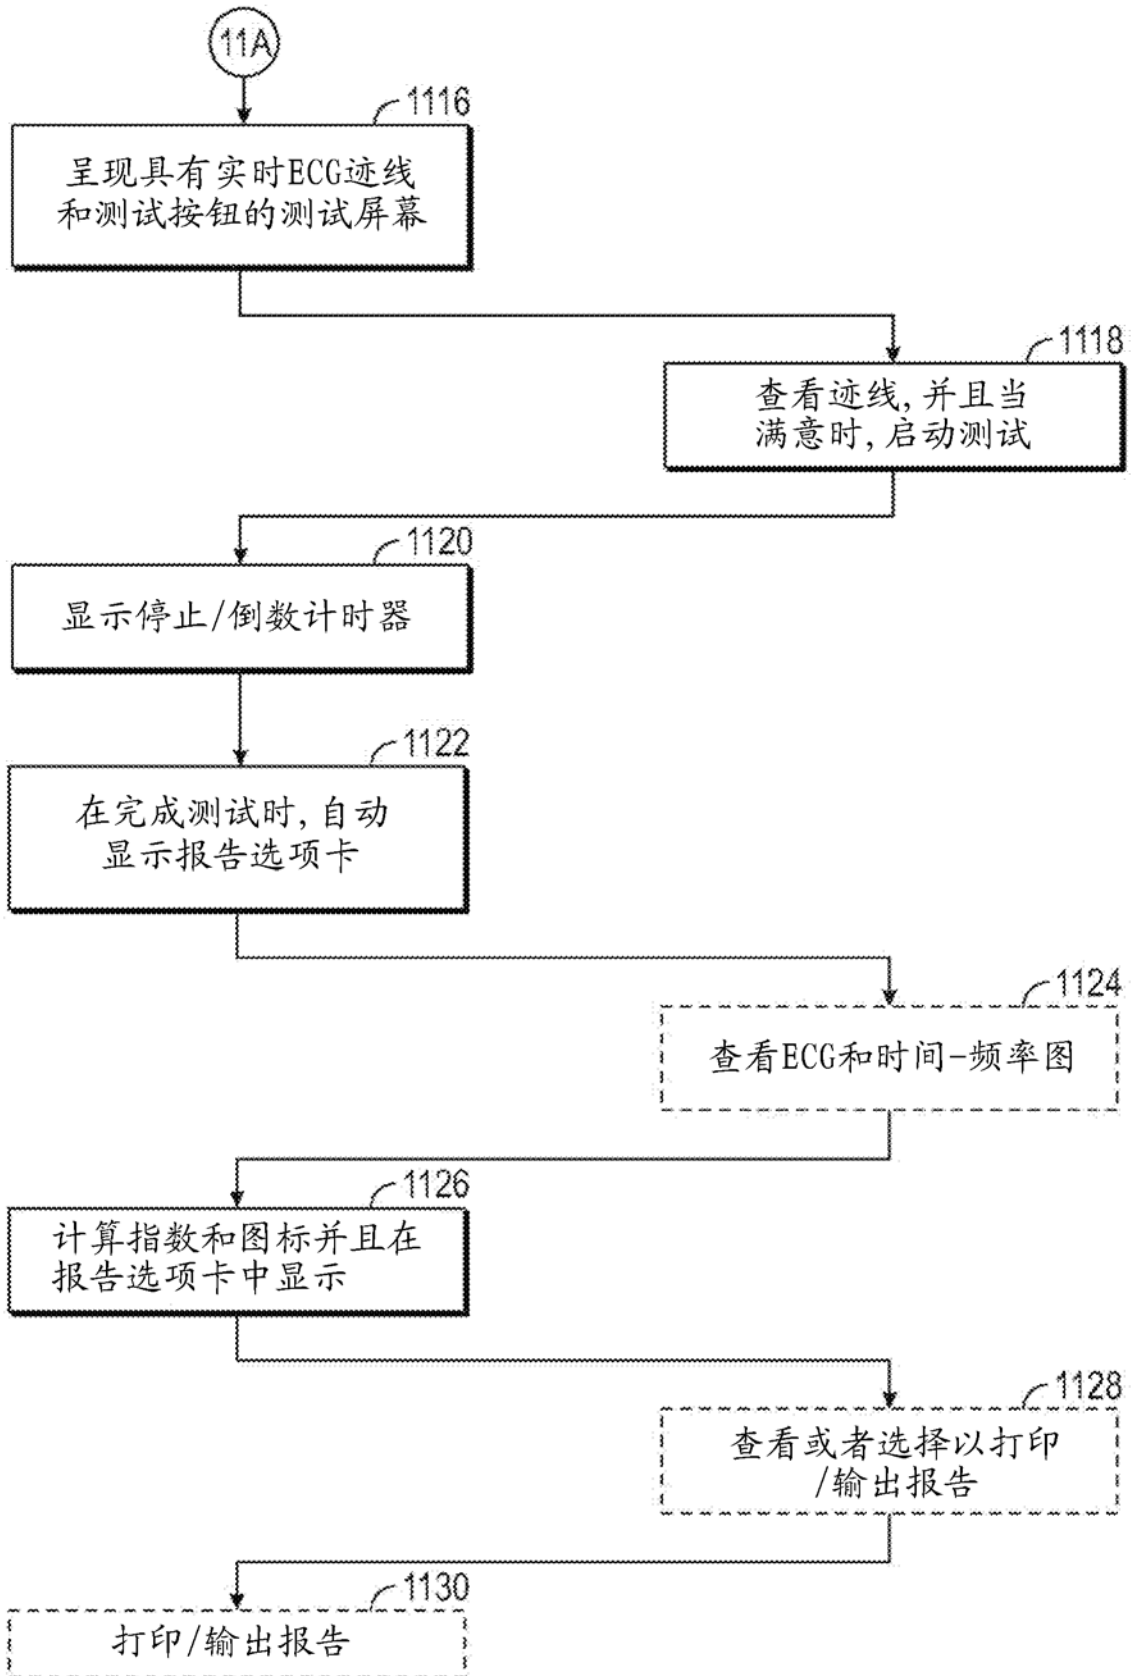 11A
1116
呈现具有实时ECG迹线
和测试按钮的测试屏幕
1118
查看迹线,并且当
满意时,启动测试
1120
显示停止/倒数计时器
1122
在完成测试时,自动
显示报告选项卡
1124
查看ECG和时间-频率图
1126
计算指数和图标并且在
报告选项卡中显示
1128
查看或者选择以打印
/输出报告
1130
打印/输出报告